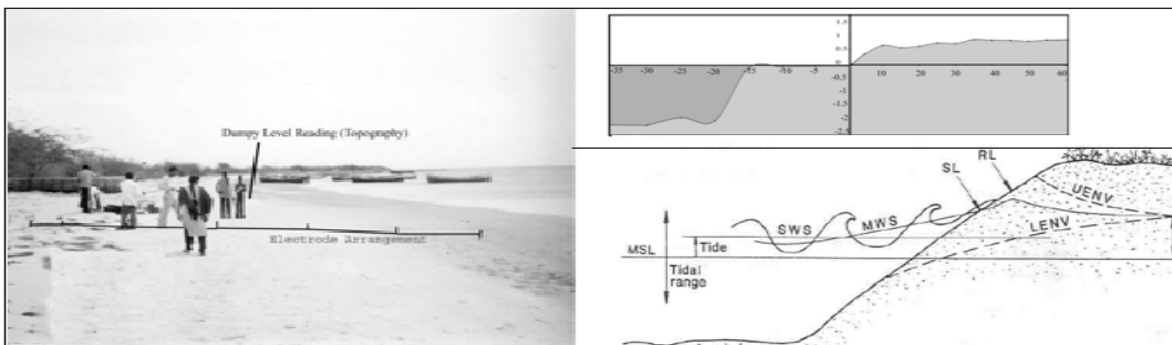 Dumpy Level Reading (Topography)
Electrode Arrangement
1.5
1
0.5
0
-35 -30 -25 -20 -15 -10 -5 10 20 30 40 50 60
-0.5
-1
-1.5
-2
-2.5
RL
SL
UENV
SWS MWS
LENV
MSL Tide
Tidal
range